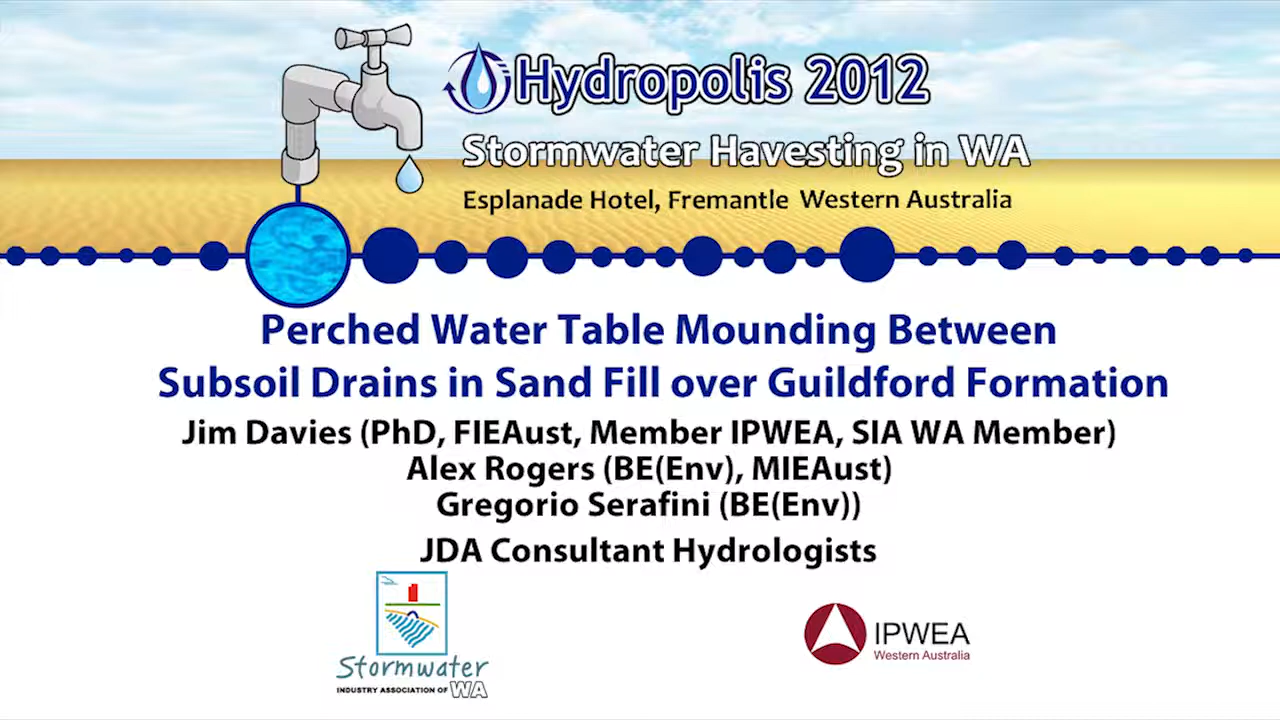 Hydropolis 2012
Stormwater Havesting in WA
Esplanade Hotel, Fremantle Western Australia
Perched Water Table Mounding Between
Subsoil Drains in Sand Fill over Guildford Formation
Jim Davies (PhD, FIEAust, Member IPWEA, SIA WA Member)
Alex Rogers (BE(Env), MIEAust)
Gregorio Serafini (BE(Env))
JDA Consultant Hydrologists
Stormwater
INDUSTRY ASSOCIATION OF WA
IPWEA
Western Australia